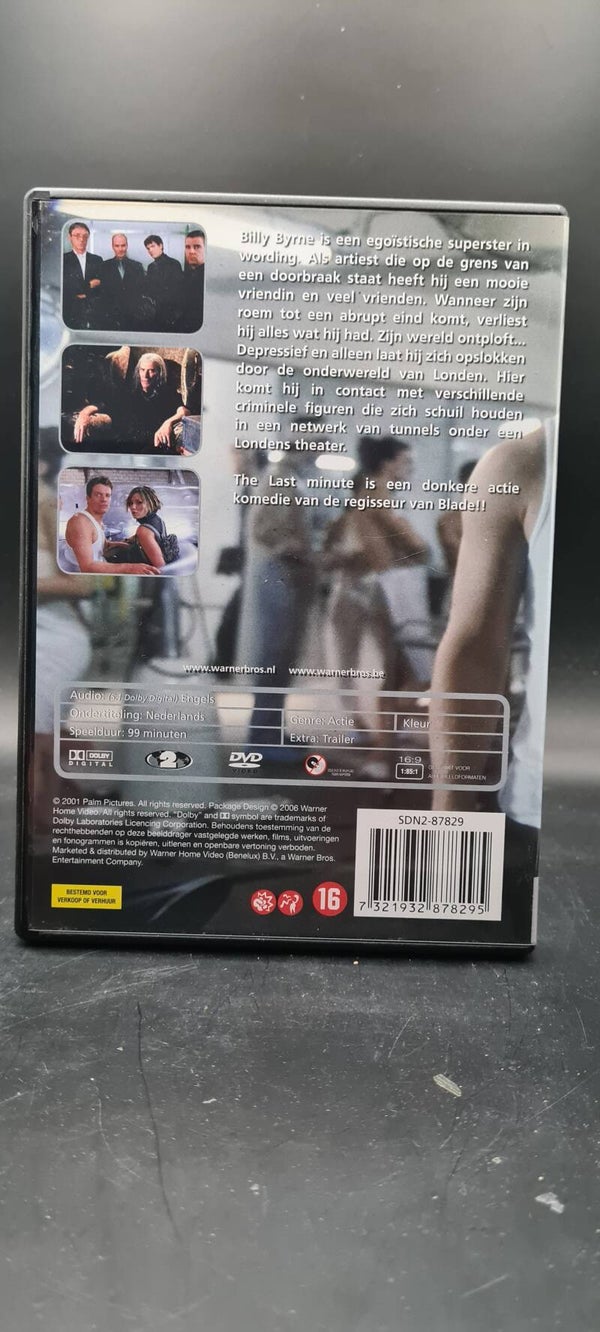 Billy Byrne is een egoïstische superster in
wording. Als artiest die op de grens van
een doorbraak staat heeft hij een mooie
vriendin en veel vrienden. Wanneer zijn
roem tot een abrupt eind komt, verliest
hij alles wat hij had. Zijn wereld ontploft...
Depressief en alleen laat hij zich opslokken
door de onderwereld van Londen. Hier
komt hij in contact met verschillende
criminele figuren die zich schuil houden
in een netwerk van tunnels onder een
Londens theater.
The Last minute is een donkere actie
komedie van de regisseur van Blade!!
www.warnerbros.nl www.warnerbros.be
Audio: (5.1 Dolby Digital) Engels
Ondertiteling: Nederlands
Genre: Actie
Kleur
Speelduur: 99 minuten
Extra: Trailer
DOLBY
DIGITAL
2
DVD
VIDEO
16:9
1:85:1
VOOR
© 2001 Palm Pictures. All rights reserved. Package Design © 2006 Warner
Home Video. All rights reserved. "Dolby" and symbol are trademarks of
Dolby Laboratories Licencing Corporation. Behoudens toestemming van de
rechthebbenden op deze beelddrager vastgelegde werken, films, uitvoeringen
en fonogrammen is kopiëren, uitlenen en openbare vertoning verboden.
Marketed & distributed by Warner Home Video (Benelux) B.V., a Warner Bros.
Entertainment Company.
SDN2-87829
BESTEMD VOOR
VERKOOP OF VERHUUR
16
7 321932 878295